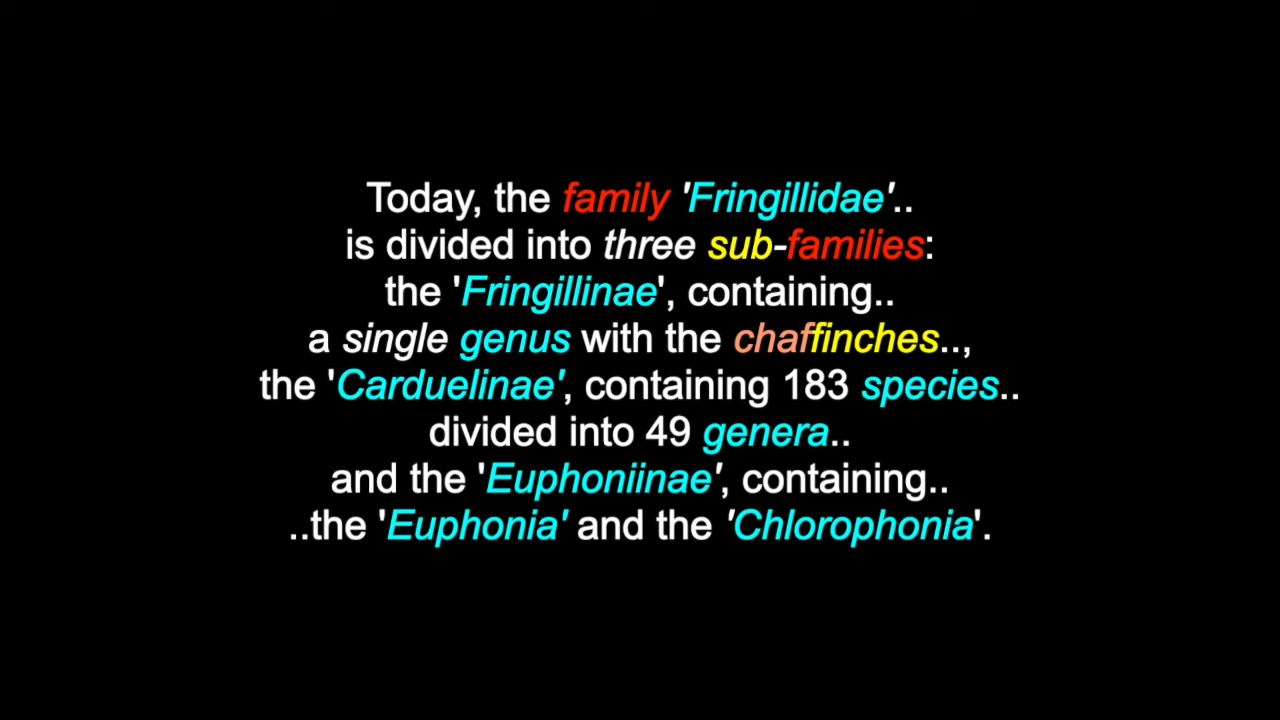 Today, the family 'Fringillidae'..
is divided into three sub-families:
the 'Fringillinae', containing..
a single genus with the chaffinches..,
the 'Carduelinae', containing 183 species..
divided into 49 genera..
and the 'Euphoniinae', containing..
..the 'Euphonia' and the 'Chlorophonia'.